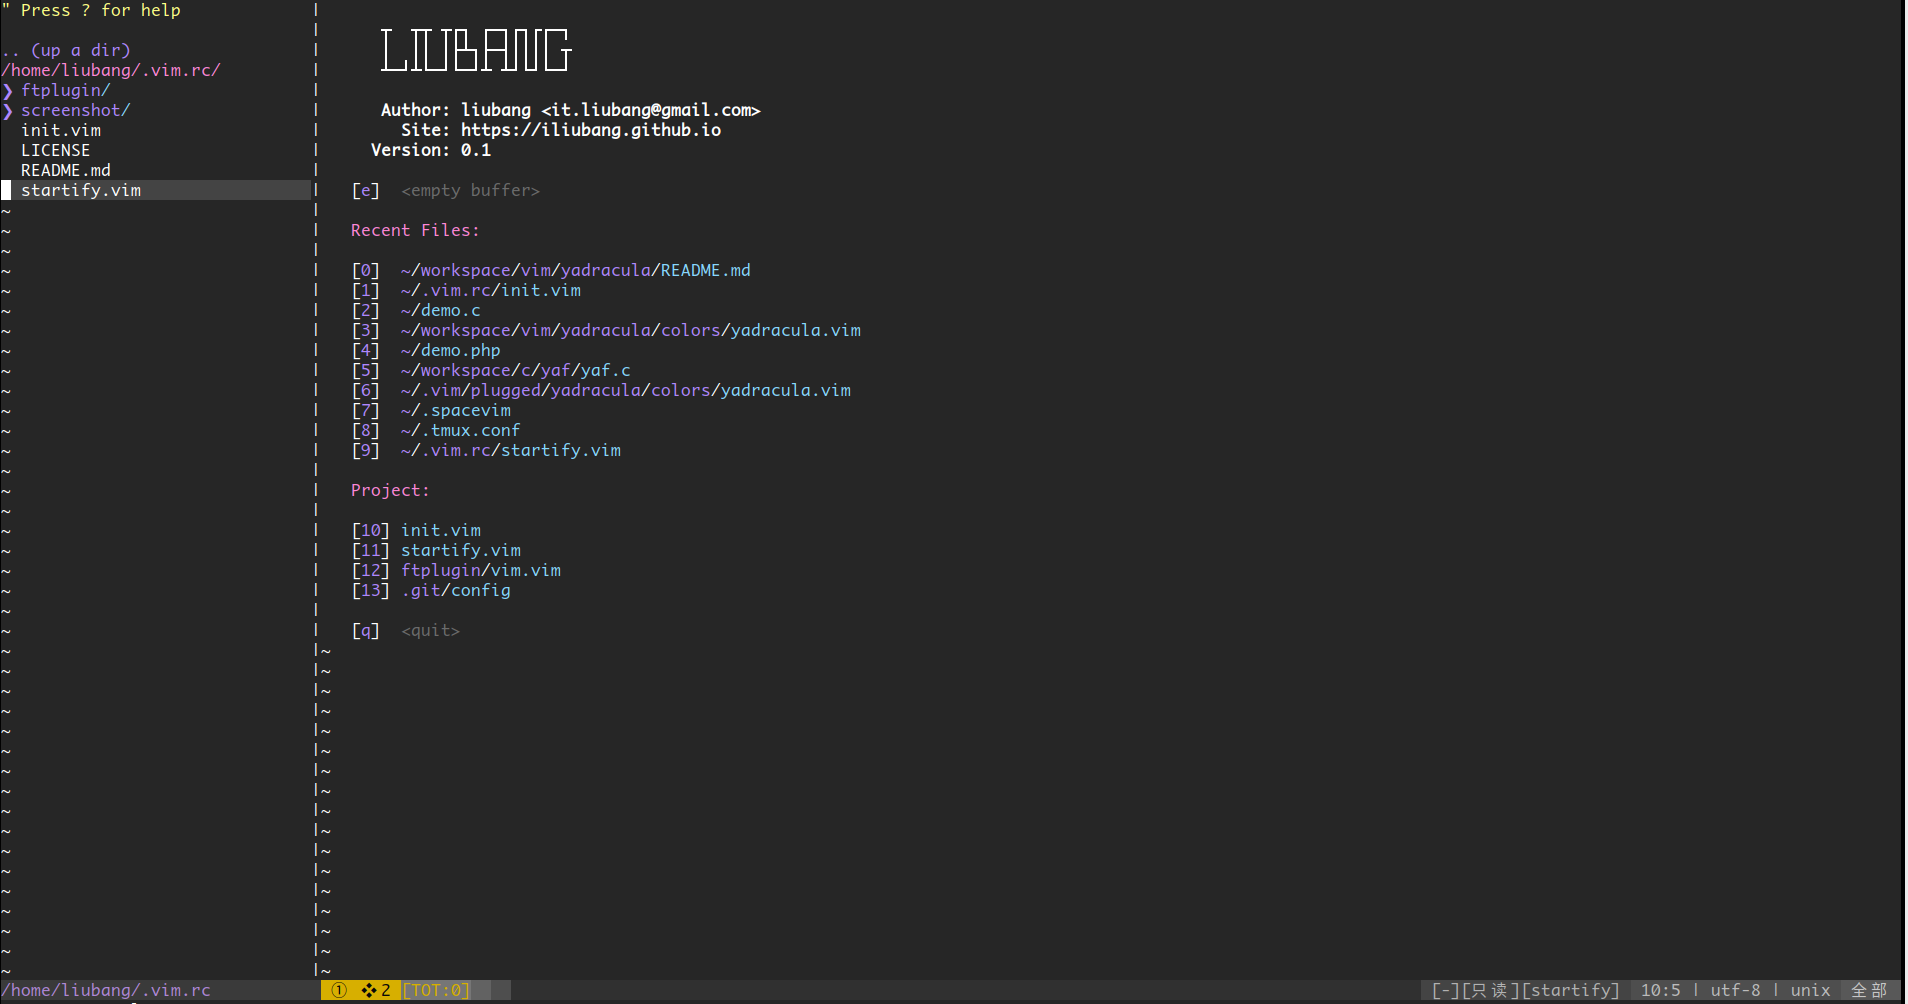 " Press ? for help
.. (up a dir)
/home/liubang/.vim.rc/
❯ ftplugin/
❯ screenshot/
init.vim
LICENSE
README.md
startify.vim
/home/liubang/.vim.rc
LIUBANG
Author: liubang <it.liubang@gmail.com>
Site: https://iliubang.github.io
Version: 0.1
[e] <empty buffer>
Recent Files:
[0] ~/workspace/vim/yadracula/README.md
[1] ~/.vim.rc/init.vim
[2] ~/demo.c
[3] ~/workspace/vim/yadracula/colors/yadracula.vim
[4] ~/demo.php
[5] ~/workspace/c/yaf/yaf.c
[6] ~/.vim/plugged/yadracula/colors/yadracula.vim
[7] ~/.spacevim
[8] ~/.tmux.conf
[9] ~/.vim.rc/startify.vim
Project:
[10] init.vim
[11] startify.vim
[12] ftplugin/vim.vim
[13] .git/config
[q] <quit>
① ❖ 2 [TOT:0]
[-][只读][startify] 10:5 | utf-8 | unix 全部